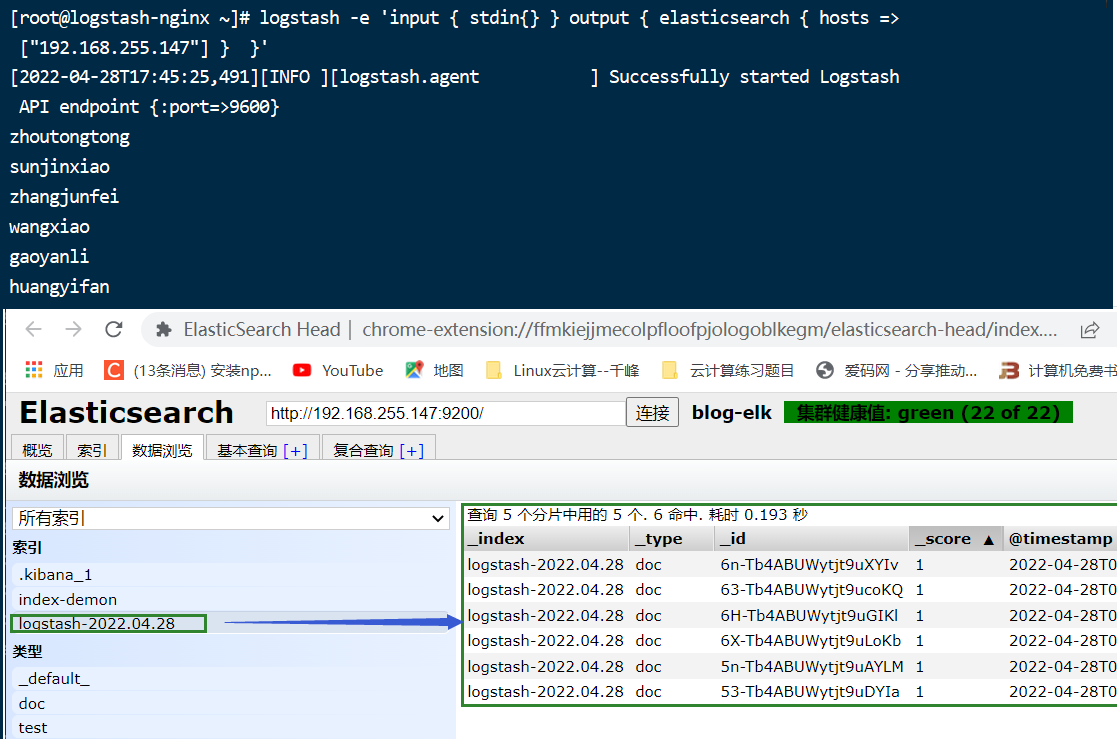 [root@logstash-nginx ~]# logstash -e 'input { stdin{} } output { elasticsearch { hosts =>
["192.168.255.147"] }  }'
[2022-04-28T17:45:25,491][INFO ][logstash.agent           ] Successfully started Logstash
API endpoint {:port=>9600}
zhoutongtong
sunjinxiao
zhangjunfei
wangxiao
gaoyanli
huangyifan
ElasticSearch Head | chrome-extension://ffmkiejjmecolpfloofpjologoblkegm/elasticsearch-head/index....
应用 (13条消息) 安装np... YouTube 地图 Linux云计算--千峰 云计算练习题目 爱码网 - 分享推动... 计算机免费书
Elasticsearch http://192.168.255.147:9200/ 连接 blog-elk 集群健康值: green (22 of 22)
概览 索引 数据浏览 基本查询 [+] 复合查询 [+]
数据浏览
所有索引
索引
.kibana_1
index-demon
logstash-2022.04.28
类型
_default_
doc
test
查询 5 个分片中用的 5 个. 6 命中. 耗时 0.193 秒
_index _type _id _score ▲ @timestamp
logstash-2022.04.28 doc 6n-Tb4ABUWytjt9uXYIv 1 2022-04-28T0
logstash-2022.04.28 doc 63-Tb4ABUWytjt9ucoKQ 1 2022-04-28T0
logstash-2022.04.28 doc 6H-Tb4ABUWytjt9uGIKl 1 2022-04-28T0
logstash-2022.04.28 doc 6X-Tb4ABUWytjt9uLoKb 1 2022-04-28T0
logstash-2022.04.28 doc 5n-Tb4ABUWytjt9uAYLM 1 2022-04-28T0
logstash-2022.04.28 doc 53-Tb4ABUWytjt9uDYIa 1 2022-04-28T0